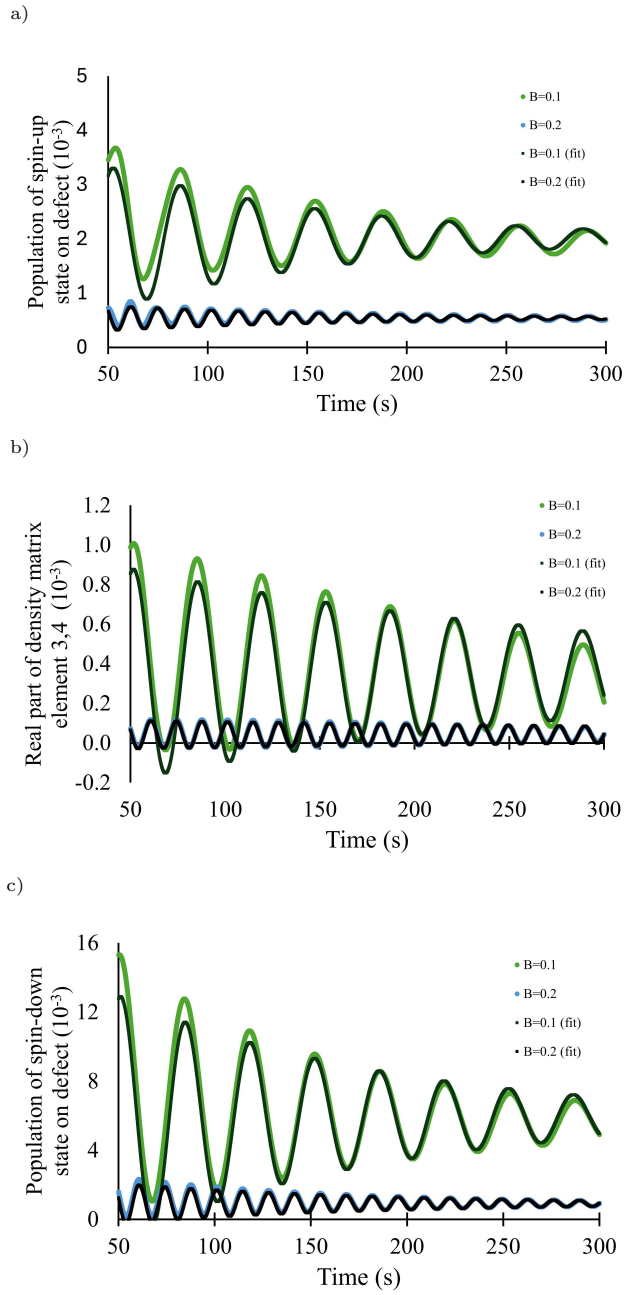 a)
Population of spin-up
state on defect (10⁻³)
5
4
3
2
1
0
50
100
150
200
250
300
Time (s)
B=0.1
B=0.2
B=0.1 (fit)
B=0.2 (fit)
b)
Real part of density matrix
element 3,4 (10⁻³)
1.2
1.0
0.8
0.6
0.4
0.2
0.0
-0.2
50
100
150
200
250
300
Time (s)
B=0.1
B=0.2
B=0.1 (fit)
B=0.2 (fit)
c)
Population of spin-down
state on defect (10⁻³)
16
12
8
4
0
50
100
150
200
250
300
Time (s)
B=0.1
B=0.2
B=0.1 (fit)
B=0.2 (fit)